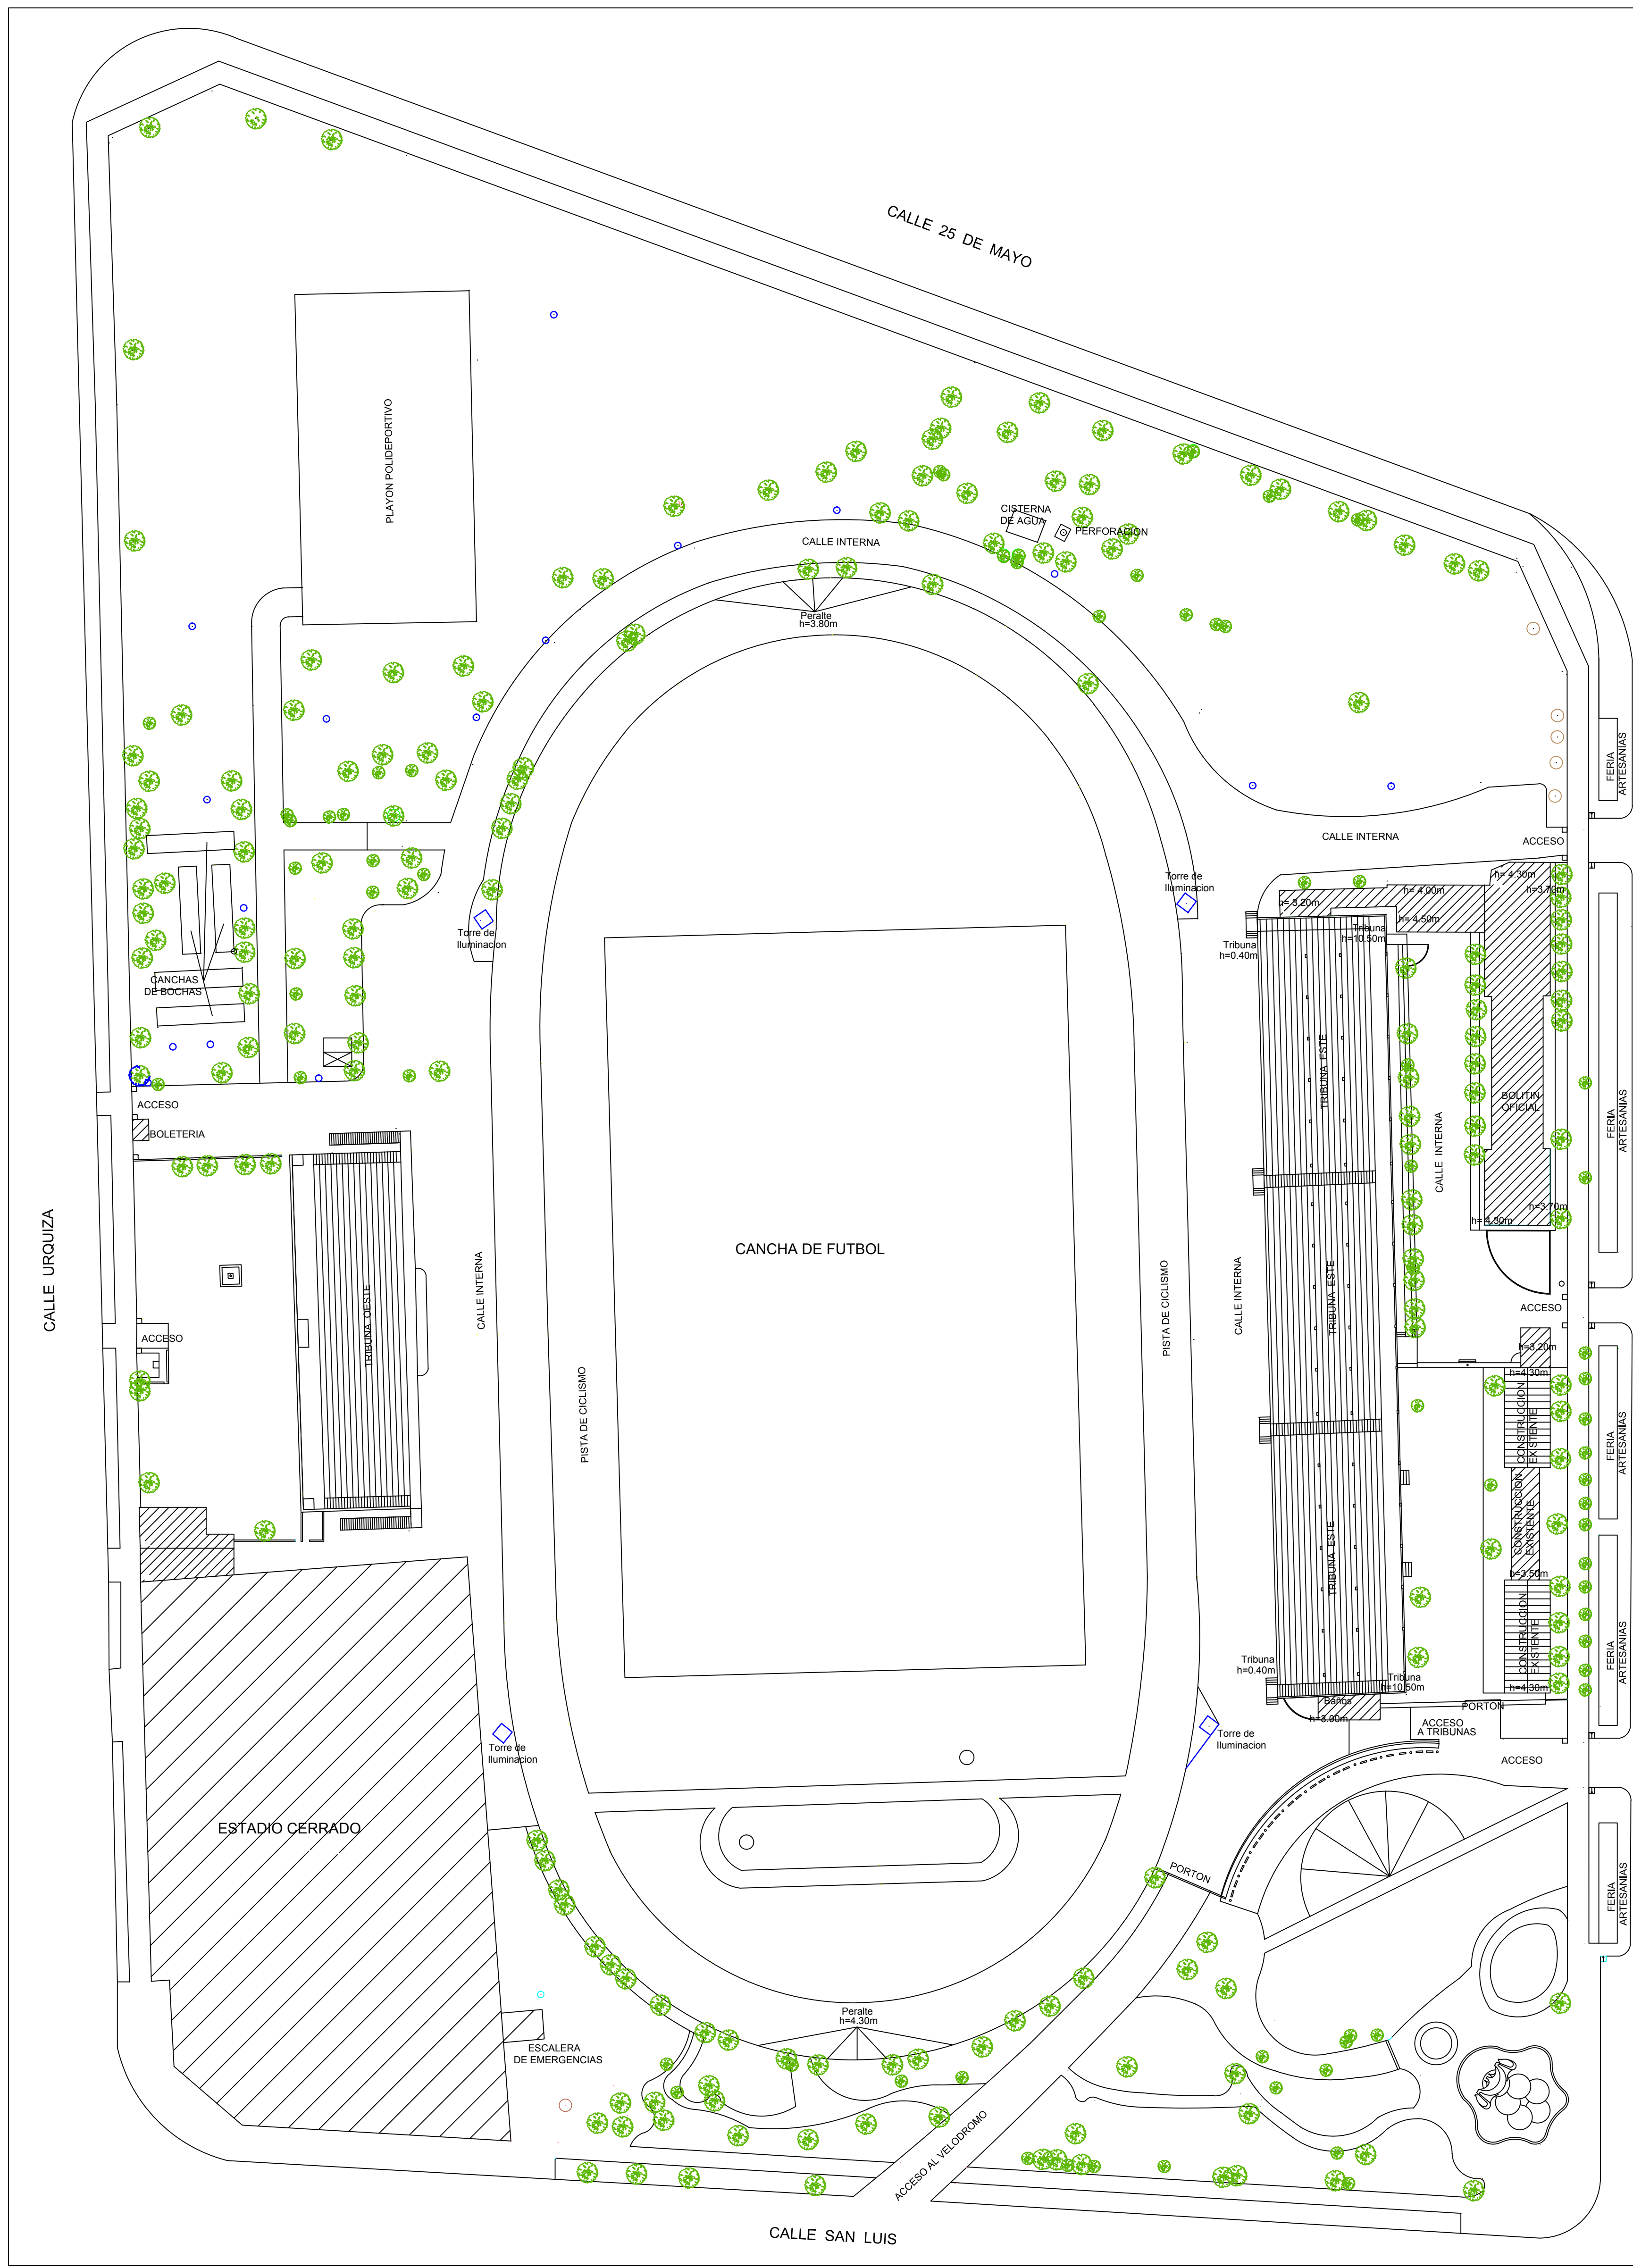 CALLE 25 DE MAYO
PLAYON POLIDEPORTIVO
CISTERNA
DE AGUA
PERFORACION
CALLE INTERNA
Peralte
h=3.80m
FERIA
ARTESANIAS
CALLE INTERNA
ACCESO
Torre de
Iluminacion
h= 4.30m
h=3.70m
h= 4.00m
h= 3.20m
h= 4.50m
Tribuna
h=10.50m
Tribuna
h=0.40m
Torre de
Iluminacion
CANCHAS
DE BOCHAS
TRIBUNA ESTE
BOLITIN
OFICIAL
CALLE INTERNA
FERIA
ARTESANIAS
ACCESO
BOLETERIA
h=3.70m
h= 4.30m
CALLE URQUIZA
CANCHA DE FUTBOL
CALLE INTERNA
TRIBUNA OESTE
PISTA DE CICLISMO
CALLE INTERNA
TRIBUNA ESTE
ACCESO
ACCESO
h=3.20m
h=4.30m
CONSTRUCCION
EXISTENTE
FERIA
ARTESANIAS
PISTA DE CICLISMO
CONSTRUCCION
EXISTENTE
TRIBUNA ESTE
h=3.50m
CONSTRUCCION
EXISTENTE
FERIA
ARTESANIAS
Tribuna
h=0.40m
Tribuna
h=10.50m
h=4.30m
Baños
h=3.00m
PORTON
ACCESO
A TRIBUNAS
Torre de
Iluminacion
Torre de
Iluminacion
ACCESO
ESTADIO CERRADO
PORTON
FERIA
ARTESANIAS
Peralte
h=4.30m
ESCALERA
DE EMERGENCIAS
ACCESO AL VELODROMO
CALLE SAN LUIS